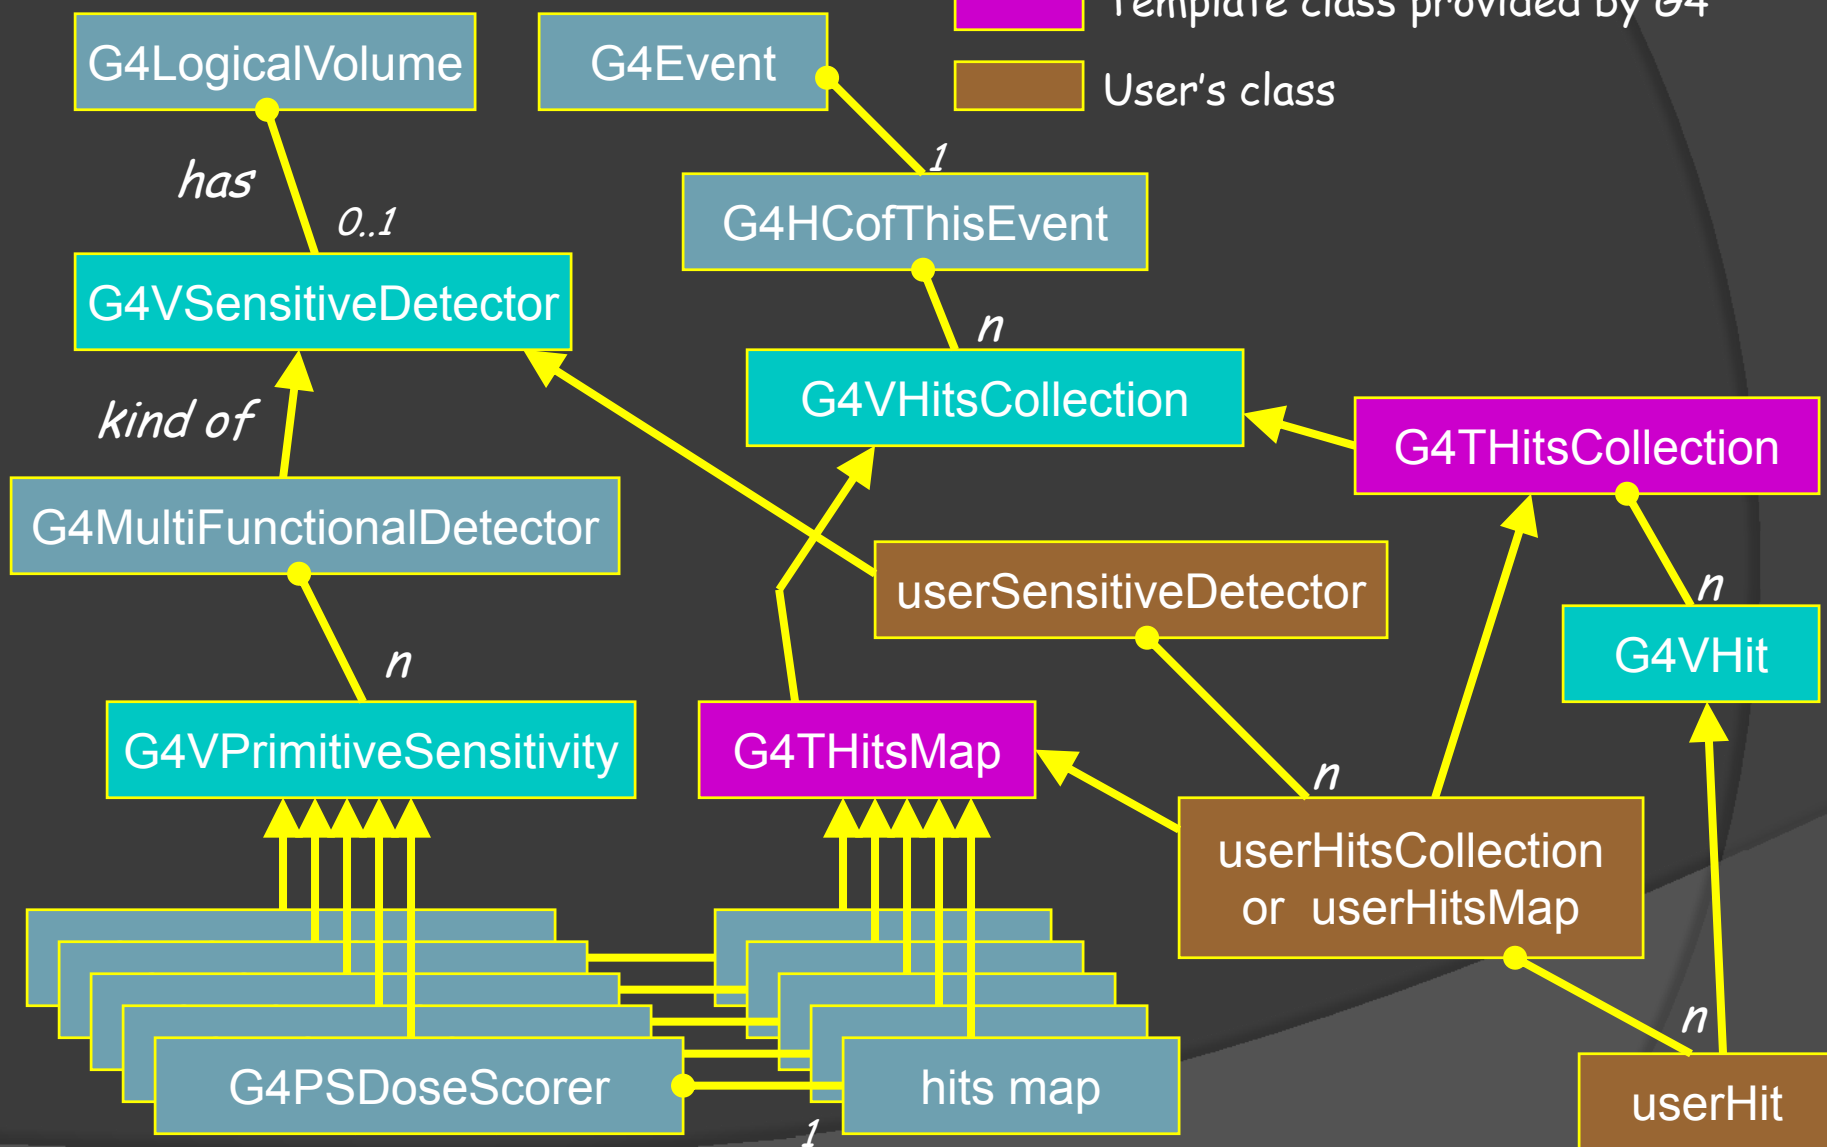 Template class provided by G4
G4LogicalVolume
G4Event
User's class
has
1
0..1
G4HCofThisEvent
G4VSensitiveDetector
n
G4VHitsCollection
kind of
G4THitsCollection
G4MultiFunctionalDetector
userSensitiveDetector
n
G4VHit
n
G4VPrimitiveSensitivity
G4THitsMap
n
userHitsCollection
or userHitsMap
n
G4PSDoseScorer
hits map
userHit
1